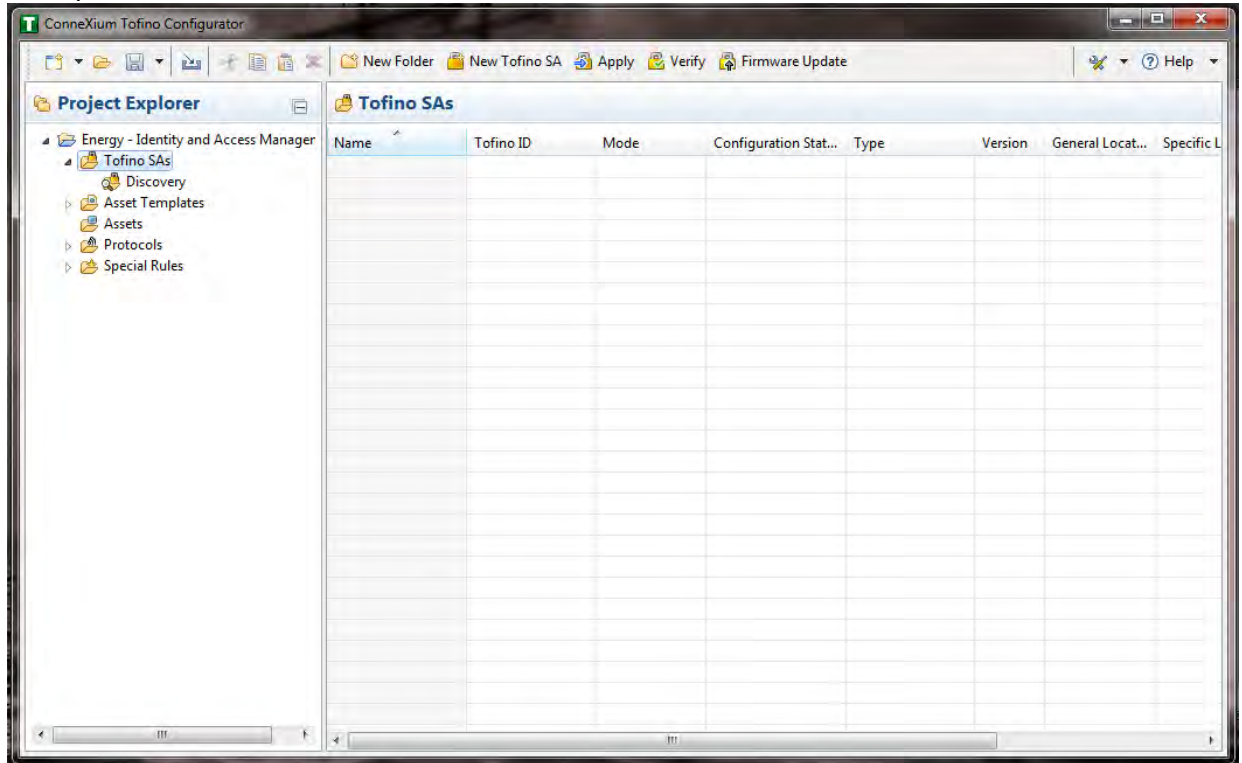 ConneXium Tofino Configurator
New Folder New Tofino SA Apply Verify Firmware Update Help
Project Explorer
Tofino SAs
Energy - Identity and Access Manager
Tofino SAs
Discovery
Asset Templates
Assets
Protocols
Special Rules
Name Tofino ID Mode Configuration Stat... Type Version General Locat... Specific L